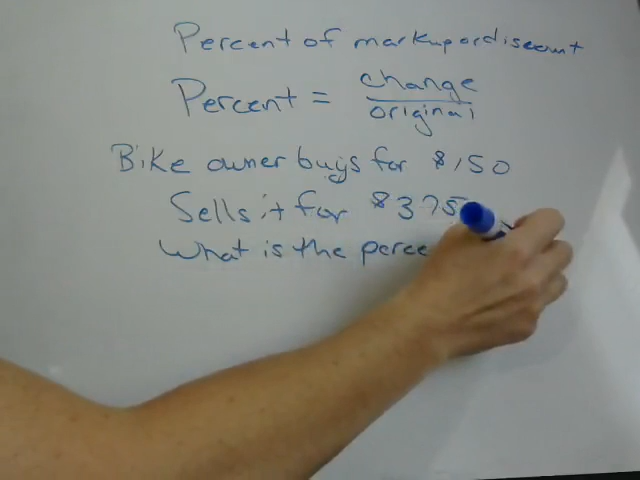 Percent of markup or discount
Percent = change
original
Bike owner buys for $150
Sells it for $375
What is the perce